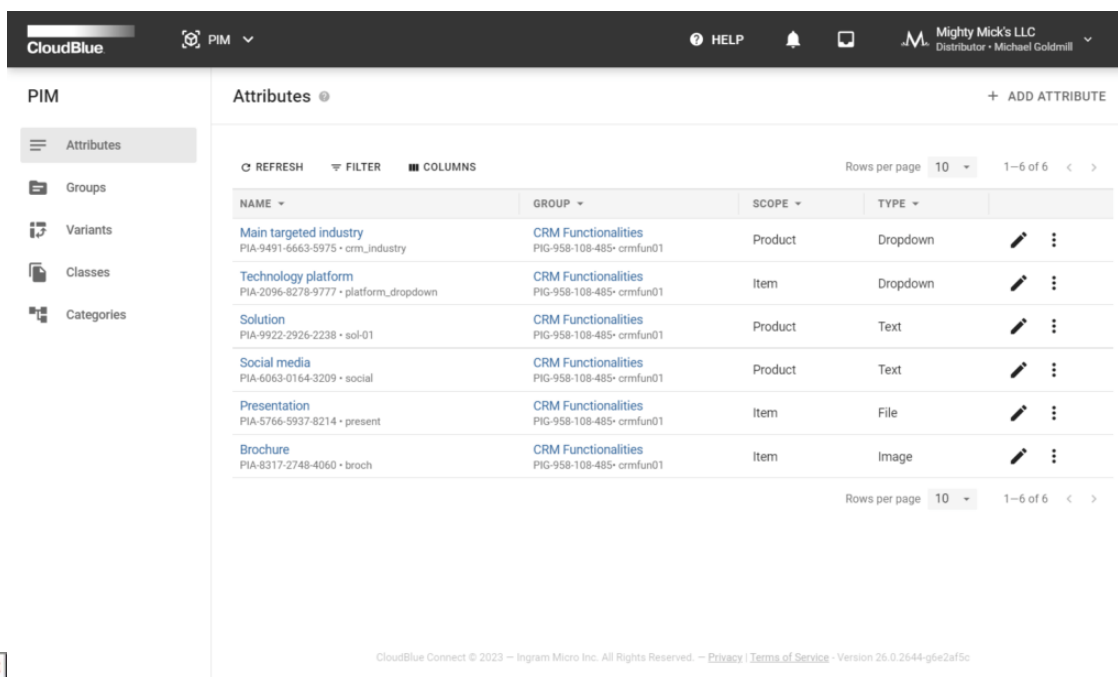 CloudBlue PIM HELP Mighty Mick's LLC
Distributor • Michael Goldmill
PIM
Attributes
Groups
Variants
Classes
Categories
Attributes + ADD ATTRIBUTE
REFRESH FILTER COLUMNS Rows per page 10 1–6 of 6 < >
NAME GROUP SCOPE TYPE
Main targeted industry CRM Functionalities Product Dropdown
PIA-9491-6663-5975 • crm_industry PIG-958-108-485• crmfun01
Technology platform CRM Functionalities Item Dropdown
PIA-2096-8278-9777 • platform_dropdown PIG-958-108-485• crmfun01
Solution CRM Functionalities Product Text
PIA-9922-2926-2238 • sol-01 PIG-958-108-485• crmfun01
Social media CRM Functionalities Product Text
PIA-6063-0164-3209 • social PIG-958-108-485• crmfun01
Presentation CRM Functionalities Item File
PIA-5766-5937-8214 • present PIG-958-108-485• crmfun01
Brochure CRM Functionalities Item Image
PIA-8317-2748-4060 • broch PIG-958-108-485• crmfun01
Rows per page 10 1–6 of 6 < >
CloudBlue Connect © 2023 — Ingram Micro Inc. All Rights Reserved. — Privacy | Terms of Service - Version 26.0.2644-g6e2af5c